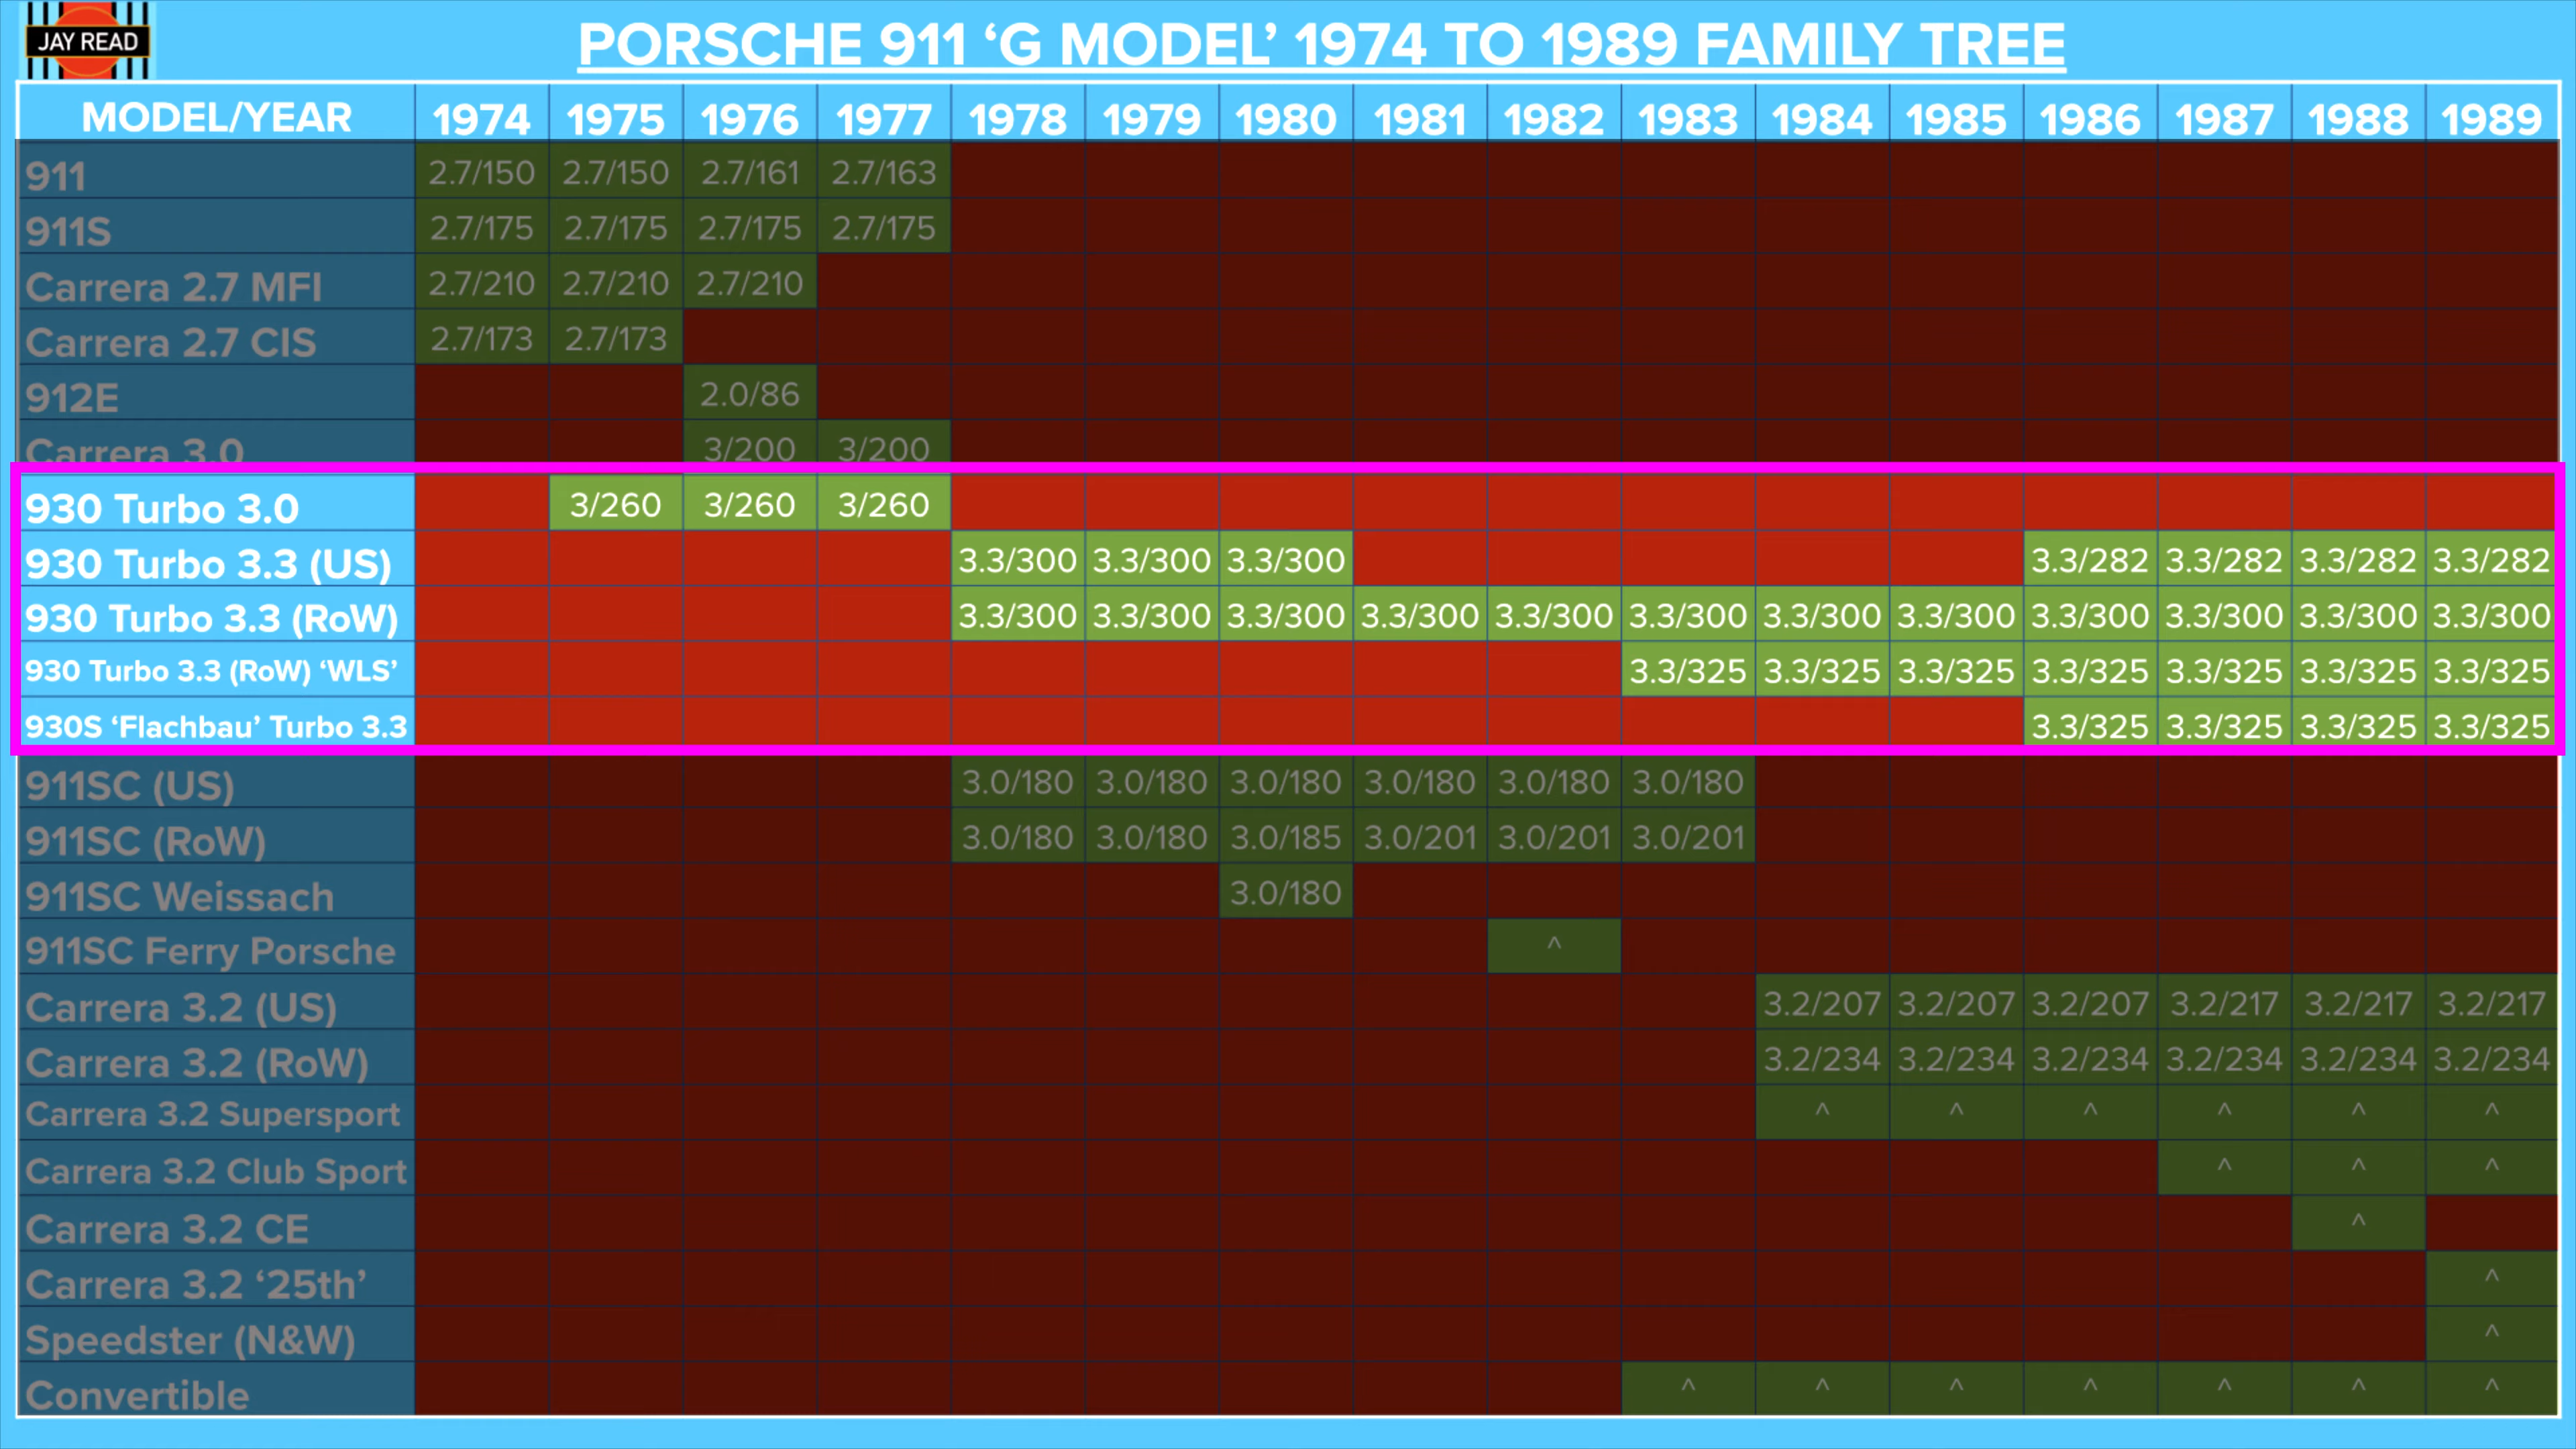 JAY READ
PORSCHE 911 ‘G MODEL’ 1974 TO 1989 FAMILY TREE
MODEL/YEAR 1974 1975 1976 1977 1978 1979 1980 1981 1982 1983 1984 1985 1986 1987 1988 1989
911 2.7/150 2.7/150 2.7/161 2.7/163
911S 2.7/175 2.7/175 2.7/175 2.7/175
Carrera 2.7 MFI 2.7/210 2.7/210 2.7/210
Carrera 2.7 CIS 2.7/173 2.7/173
912E 2.0/86
Carrera 3.0 3/200 3/200
930 Turbo 3.0 3/260 3/260 3/260
930 Turbo 3.3 (US) 3.3/300 3.3/300 3.3/300 3.3/282 3.3/282 3.3/282 3.3/282
930 Turbo 3.3 (RoW) 3.3/300 3.3/300 3.3/300 3.3/300 3.3/300 3.3/300 3.3/300 3.3/300 3.3/300 3.3/300 3.3/300 3.3/300
930 Turbo 3.3 (RoW) ‘WLS’ 3.3/325 3.3/325 3.3/325 3.3/325 3.3/325 3.3/325 3.3/325
930S ‘Flachbau’ Turbo 3.3 3.3/325 3.3/325 3.3/325 3.3/325
911SC (US) 3.0/180 3.0/180 3.0/180 3.0/180 3.0/180 3.0/180
911SC (RoW) 3.0/180 3.0/180 3.0/185 3.0/201 3.0/201 3.0/201
911SC Weissach 3.0/180
911SC Ferry Porsche ^
Carrera 3.2 (US) 3.2/207 3.2/207 3.2/207 3.2/217 3.2/217 3.2/217
Carrera 3.2 (RoW) 3.2/234 3.2/234 3.2/234 3.2/234 3.2/234 3.2/234
Carrera 3.2 Supersport ^ ^ ^ ^ ^ ^
Carrera 3.2 Club Sport ^ ^ ^
Carrera 3.2 CE ^
Carrera 3.2 ‘25th’ ^
Speedster (N&W) ^
Convertible ^ ^ ^ ^ ^ ^ ^